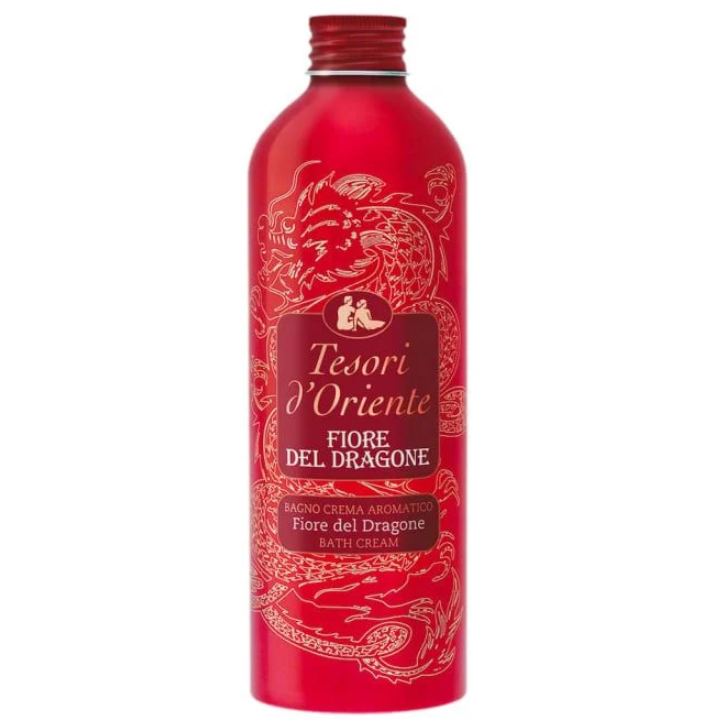 Tesori
d'Oriente
FIORE
DEL DRAGONE
BAGNO CREMA AROMATICO
Fiore del Dragone
BATH CREAM